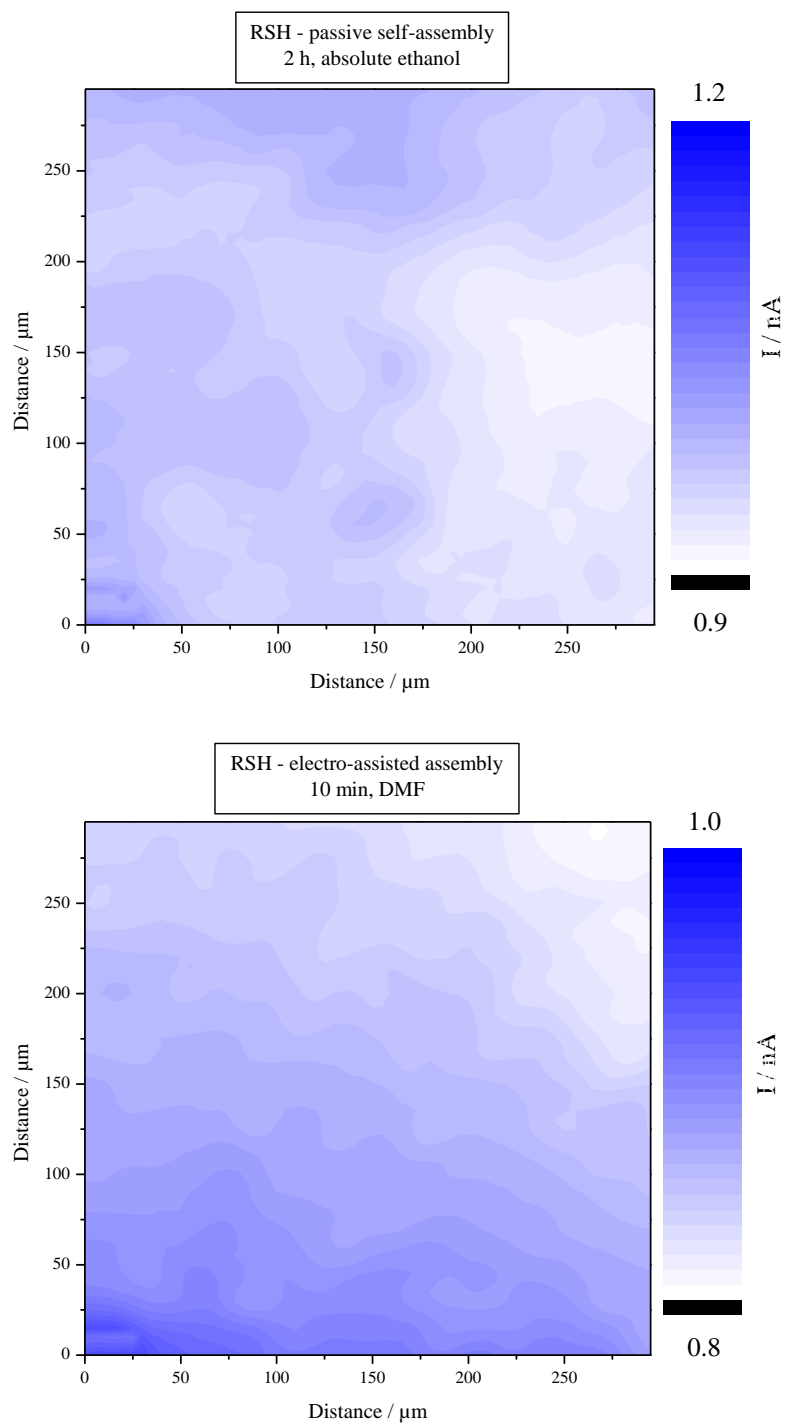 RSH - passive self-assembly
2 h, absolute ethanol
1.2
250
200
150
100
50
0
Distance / µm
0 50 100 150 200 250
Distance / µm
I / nA
0.9
RSH - electro-assisted assembly
10 min, DMF
1.0
250
200
150
100
50
0
Distance / µm
0 50 100 150 200 250
Distance / µm
I / nA
0.8